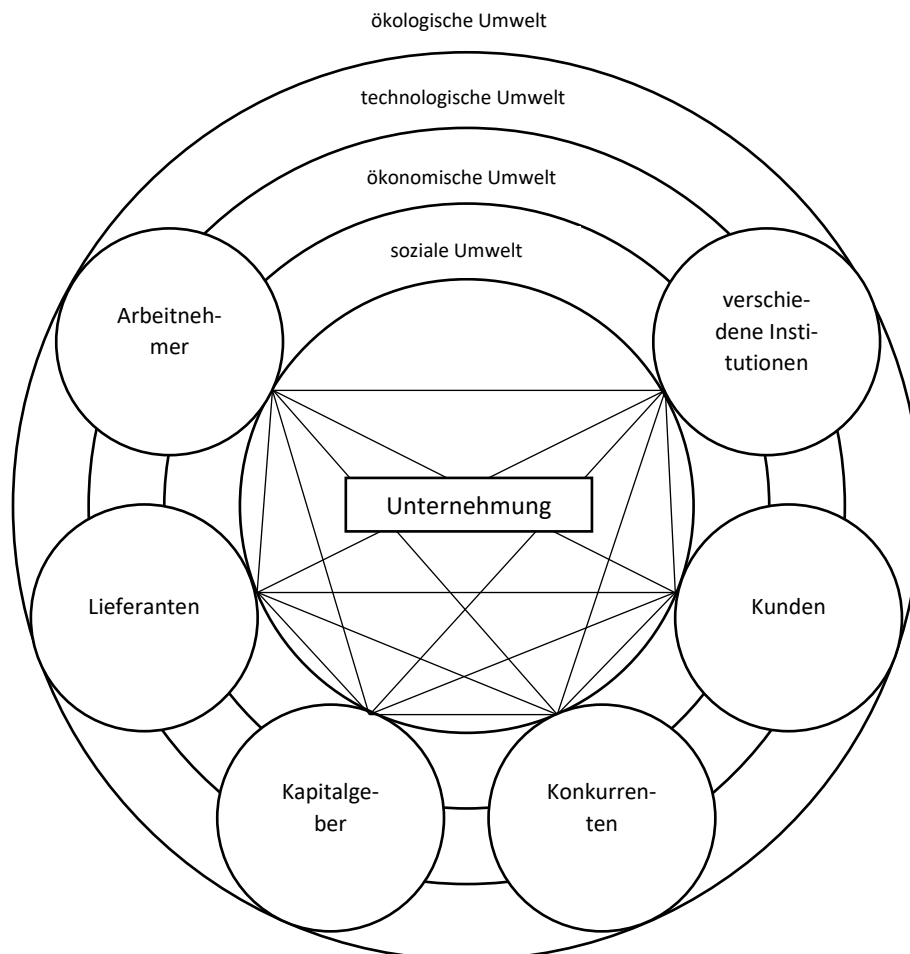 ökologische Umwelt
technologische Umwelt
ökonomische Umwelt
soziale Umwelt
Arbeitneh-
mer
verschie-
dene Insti-
tutionen
Unternehmung
Lieferanten
Kunden
Kapitalge-
ber
Konkurren-
ten